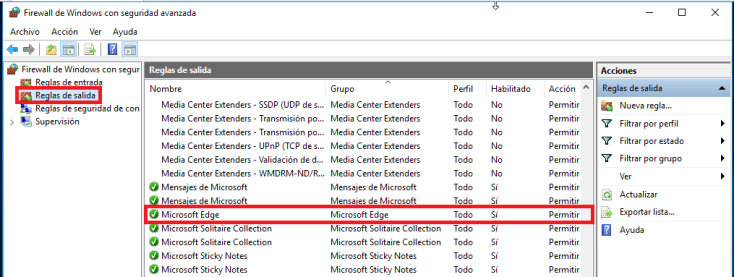 Firewall de Windows con seguridad avanzada
Archivo Acción Ver Ayuda
Firewall de Windows con segur
Reglas de entrada
Reglas de salida
Reglas de seguridad de con
Supervisión
Reglas de salida
Nombre Grupo Perfil Habilitado Acción
Media Center Extenders - SSDP (UDP de s... Media Center Extenders Todo No Permitir
Media Center Extenders - Transmisión po... Media Center Extenders Todo No Permitir
Media Center Extenders - Transmisión po... Media Center Extenders Todo No Permitir
Media Center Extenders - UPnP (TCP de s... Media Center Extenders Todo No Permitir
Media Center Extenders - Validación de d... Media Center Extenders Todo No Permitir
Media Center Extenders - WMDRM-ND/R... Media Center Extenders Todo No Permitir
Mensajes de Microsoft Mensajes de Microsoft Todo Sí Permitir
Mensajes de Microsoft Mensajes de Microsoft Todo Sí Permitir
Microsoft Edge Microsoft Edge Todo Sí Permitir
Microsoft Solitaire Collection Microsoft Solitaire Collection Todo Sí Permitir
Microsoft Solitaire Collection Microsoft Solitaire Collection Todo Sí Permitir
Microsoft Sticky Notes Microsoft Sticky Notes Todo Sí Permitir
Microsoft Sticky Notes Microsoft Sticky Notes Todo Sí Permitir
Acciones
Reglas de salida
Nueva regla...
Filtrar por perfil
Filtrar por estado
Filtrar por grupo
Ver
Actualizar
Exportar lista...
Ayuda